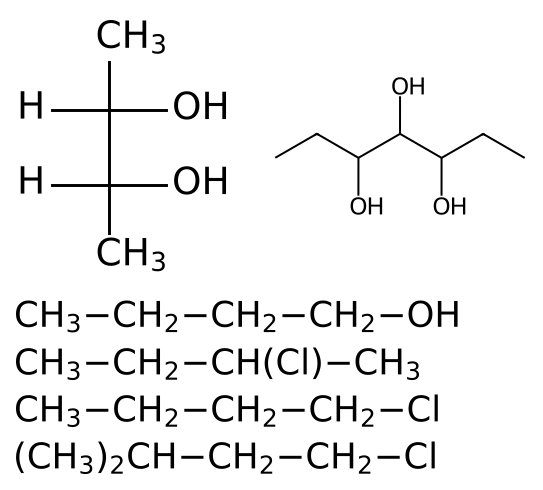 CH₃
H OH
H OH
CH₃
OH
OH OH
CH₃−CH₂−CH₂−CH₂−OH
CH₃−CH₂−CH(Cl)−CH₃
CH₃−CH₂−CH₂−CH₂−Cl
(CH₃)₂CH−CH₂−CH₂−Cl